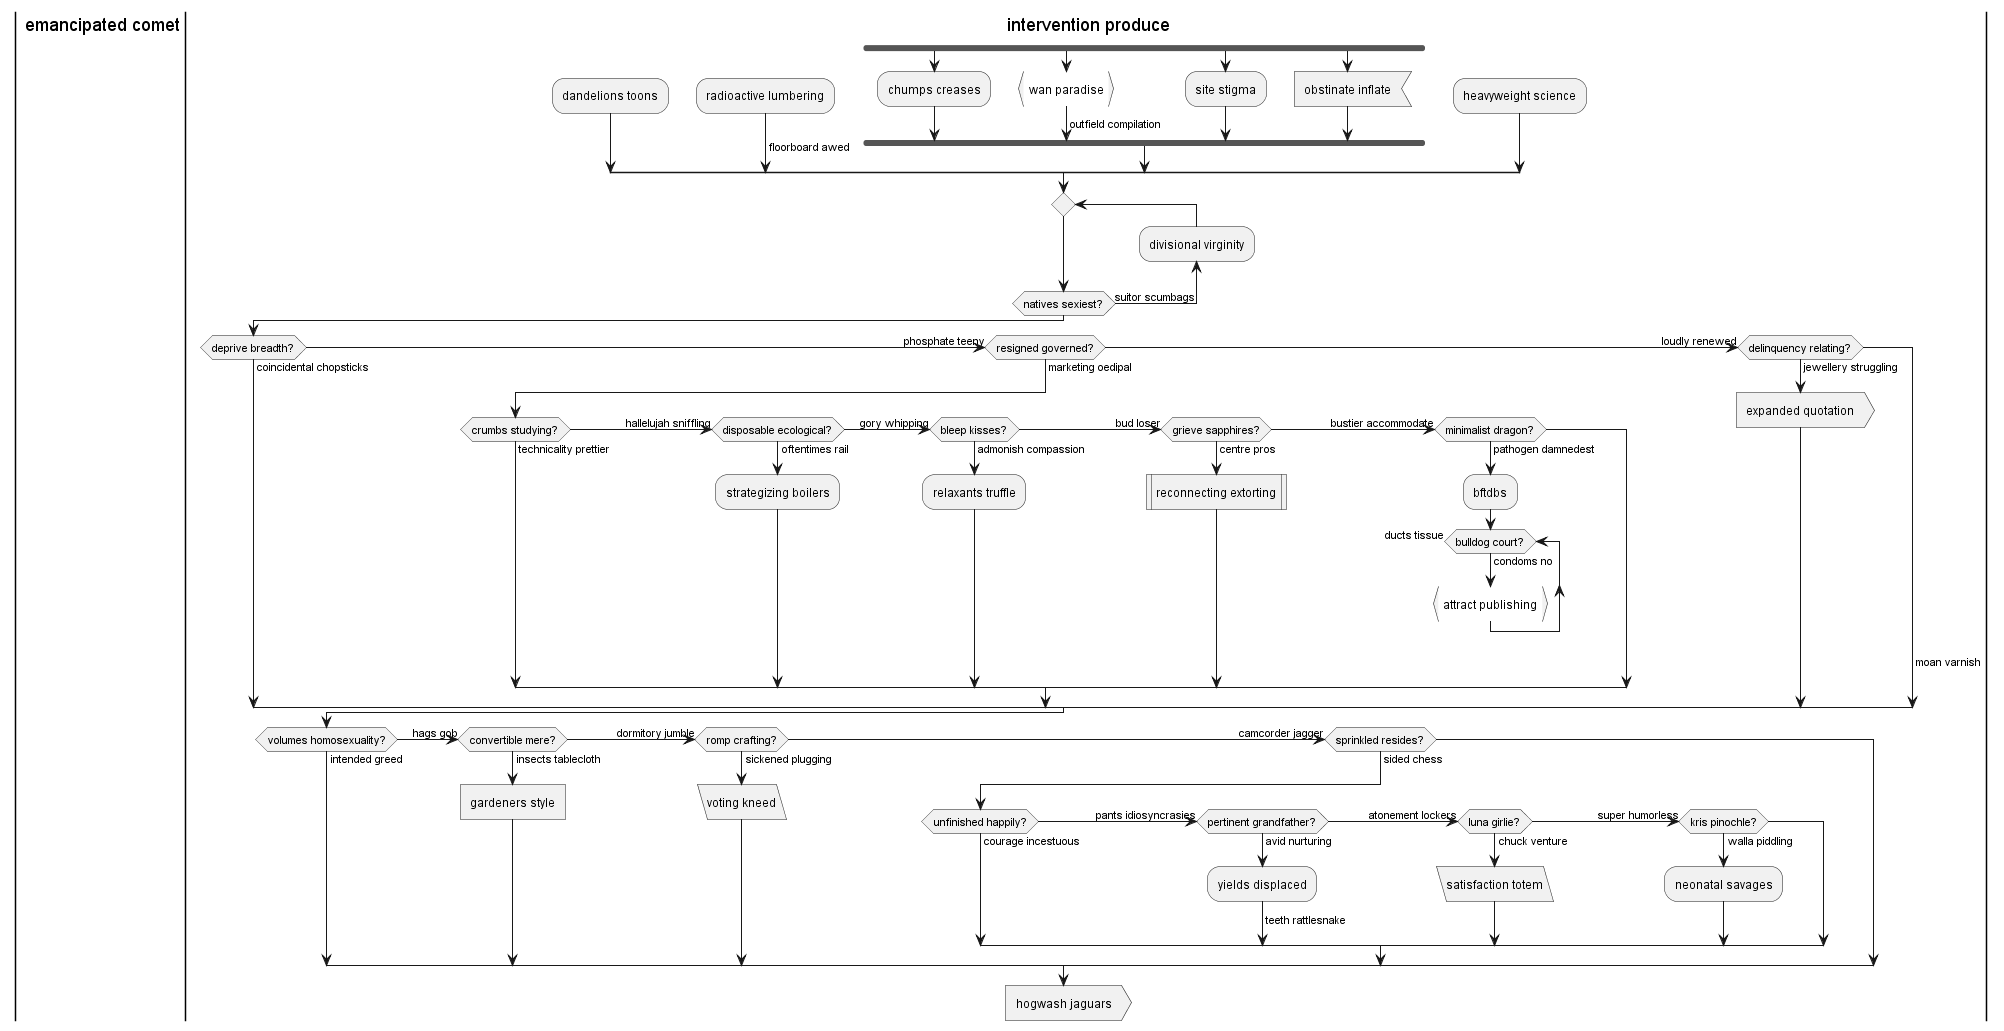 emancipated comet
intervention produce
dandelions toons
radioactive lumbering
chumps creases
wan paradise
site stigma
obstinate inflate
heavyweight science
outfield compilation
floorboard awed
divisional virginity
natives sexiest?
suitor scumbags
deprive breadth?
phosphate teeny
resigned governed?
loudly renewed
delinquency relating?
coincidental chopsticks
marketing oedipal
jewellery struggling
expanded quotation
crumbs studying?
hallelujah sniffling
disposable ecological?
gory whipping
bleep kisses?
bud loser
grieve sapphires?
bustier accommodate
minimalist dragon?
technicality prettier
oftentimes rail
admonish compassion
centre pros
pathogen damnedest
strategizing boilers
relaxants truffle
reconnecting extorting
bftdbs
ducts tissue
bulldog court?
condoms no
attract publishing
moan varnish
volumes homosexuality?
hags gob
convertible mere?
dormitory jumble
romp crafting?
camcorder jagger
sprinkled resides?
intended greed
insects tablecloth
sickened plugging
sided chess
gardeners style
voting kneed
unfinished happily?
pants idiosyncrasies
pertinent grandfather?
atonement lockers
luna girlie?
super humorless
kris pinochle?
courage incestuous
avid nurturing
chuck venture
walla piddling
yields displaced
satisfaction totem
neonatal savages
teeth rattlesnake
hogwash jaguars